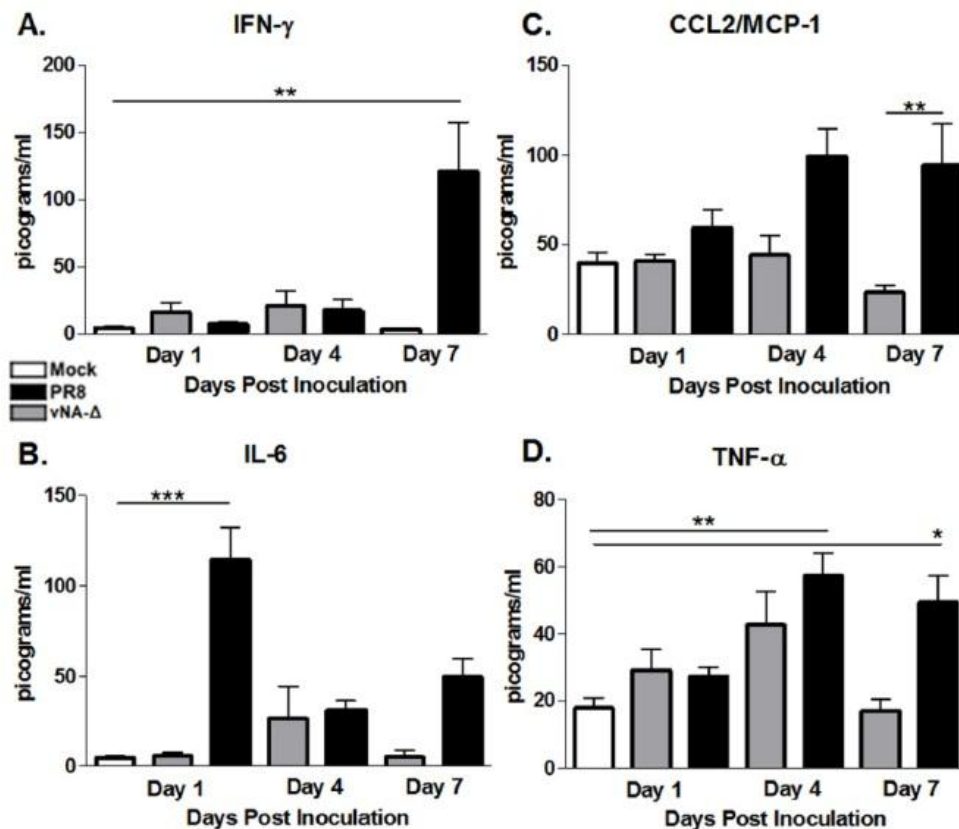 A.
IFN-γ
200
150
100
50
0
picograms/ml
**
Day 1 Day 4 Day 7
Days Post Inoculation
Mock
PR8
vNA-Δ
B.
IL-6
150
100
50
0
picograms/ml
***
Day 1 Day 4 Day 7
Days Post Inoculation
C.
CCL2/MCP-1
150
100
50
0
picograms/ml
**
Day 1 Day 4 Day 7
Days Post Inoculation
D.
TNF-α
80
60
40
20
0
picograms/ml
**
*
Day 1 Day 4 Day 7
Days Post Inoculation